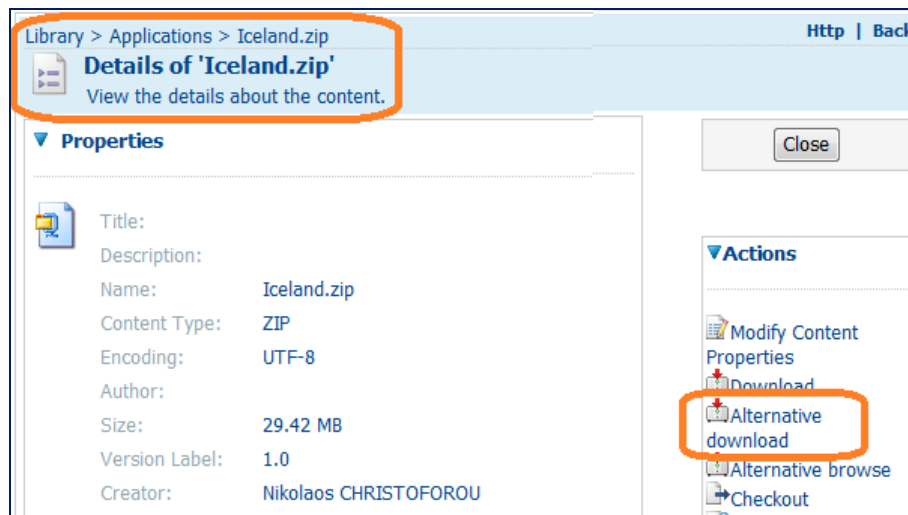 Library > Applications > Iceland.zip
Http | Back
Details of 'Iceland.zip'
View the details about the content.
Properties
Close
Title:
Description:
Name: Iceland.zip
Content Type: ZIP
Encoding: UTF-8
Author:
Size: 29.42 MB
Version Label: 1.0
Creator: Nikolaos CHRISTOFOROU
Actions
Modify Content
Properties
Download
Alternative
download
Alternative browse
Checkout